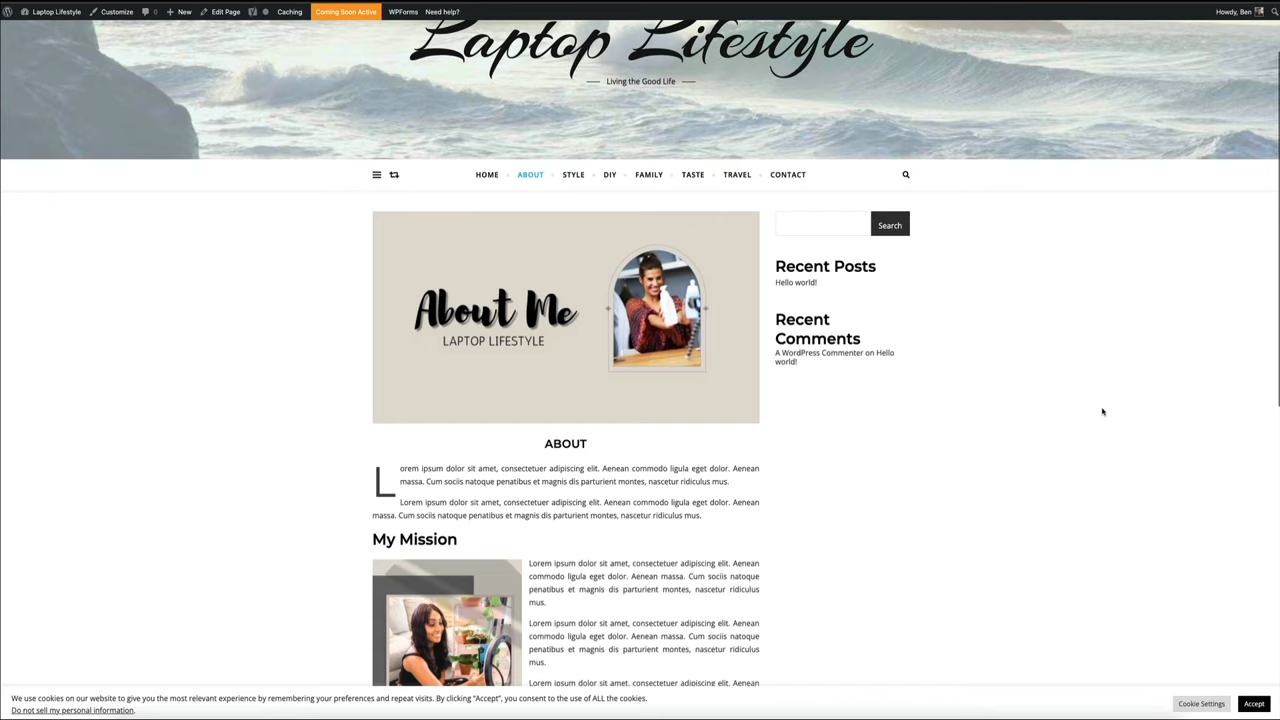 Laptop Lifestyle Customize 0 New Edit Page Caching Coming Soon Active WPForms Need help? Howdy, Ben
Laptop Lifestyle
Living the Good Life
HOME ABOUT STYLE DIY FAMILY TASTE TRAVEL CONTACT
About Me
LAPTOP LIFESTYLE
Search
Recent Posts
Hello world!
Recent
Comments
A WordPress Commenter on Hello
world!
ABOUT
Lorem ipsum dolor sit amet, consectetuer adipiscing elit. Aenean commodo ligula eget dolor. Aenean
massa. Cum sociis natoque penatibus et magnis dis parturient montes, nascetur ridiculus mus.
Lorem ipsum dolor sit amet, consectetuer adipiscing elit. Aenean commodo ligula eget dolor. Aenean
massa. Cum sociis natoque penatibus et magnis dis parturient montes, nascetur ridiculus mus.
My Mission
Lorem ipsum dolor sit amet, consectetuer adipiscing elit. Aenean
commodo ligula eget dolor. Aenean massa. Cum sociis natoque
penatibus et magnis dis parturient montes, nascetur ridiculus
mus.
Lorem ipsum dolor sit amet, consectetuer adipiscing elit. Aenean
commodo ligula eget dolor. Aenean massa. Cum sociis natoque
penatibus et magnis dis parturient montes, nascetur ridiculus
mus.
Lorem ipsum dolor sit amet, consectetuer adipiscing elit. Aenean
We use cookies on our website to give you the most relevant experience by remembering your preferences and repeat visits. By clicking "Accept", you consent to the use of ALL the cookies.
Do not sell my personal information.
Cookie Settings Accept